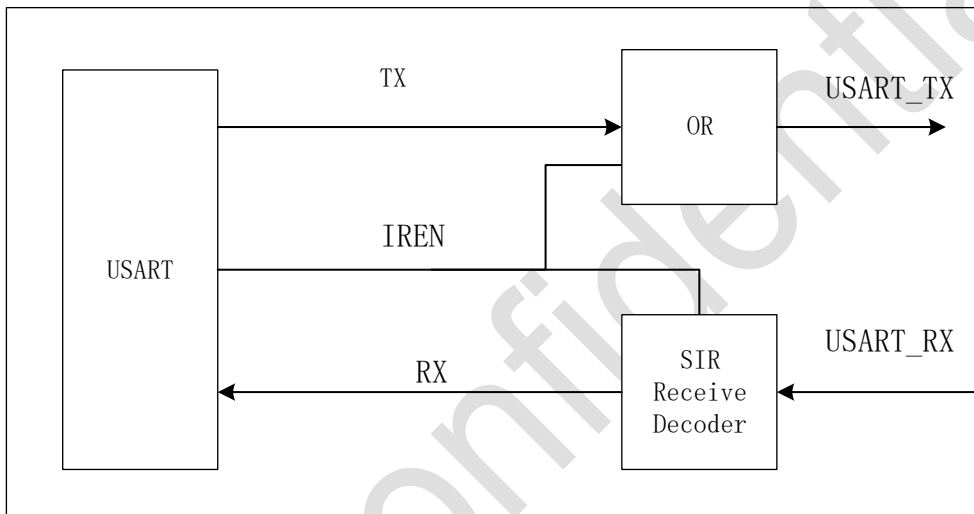 TX
OR
USART_TX
IREN
USART
USART_RX
SIR
Receive
Decoder
RX